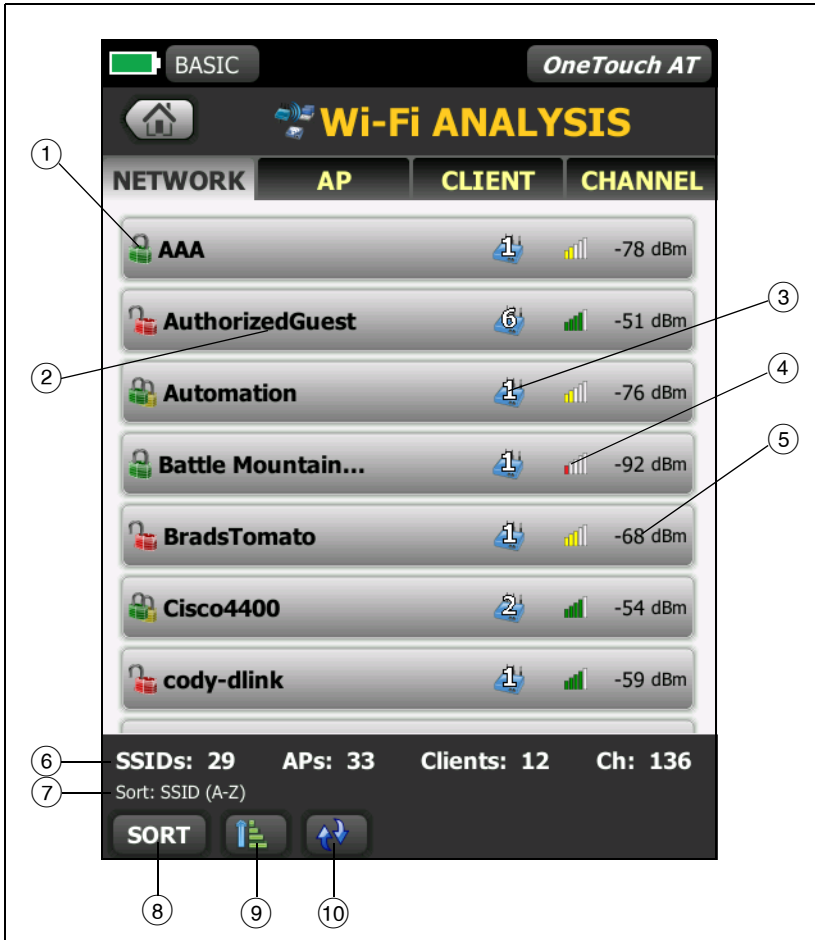 BASIC OneTouch AT
Wi-Fi ANALYSIS
NETWORK AP CLIENT CHANNEL
1
AAA 1 -78 dBm
AuthorizedGuest 6 -51 dBm
3
2
Automation 1 -76 dBm
4
Battle Mountain... 1 -92 dBm
5
BradsTomato 1 -68 dBm
Cisco4400 2 -54 dBm
cody-dlink 1 -59 dBm
6 SSIDs: 29 APs: 33 Clients: 12 Ch: 136
7 Sort: SSID (A-Z)
SORT
8 9 10